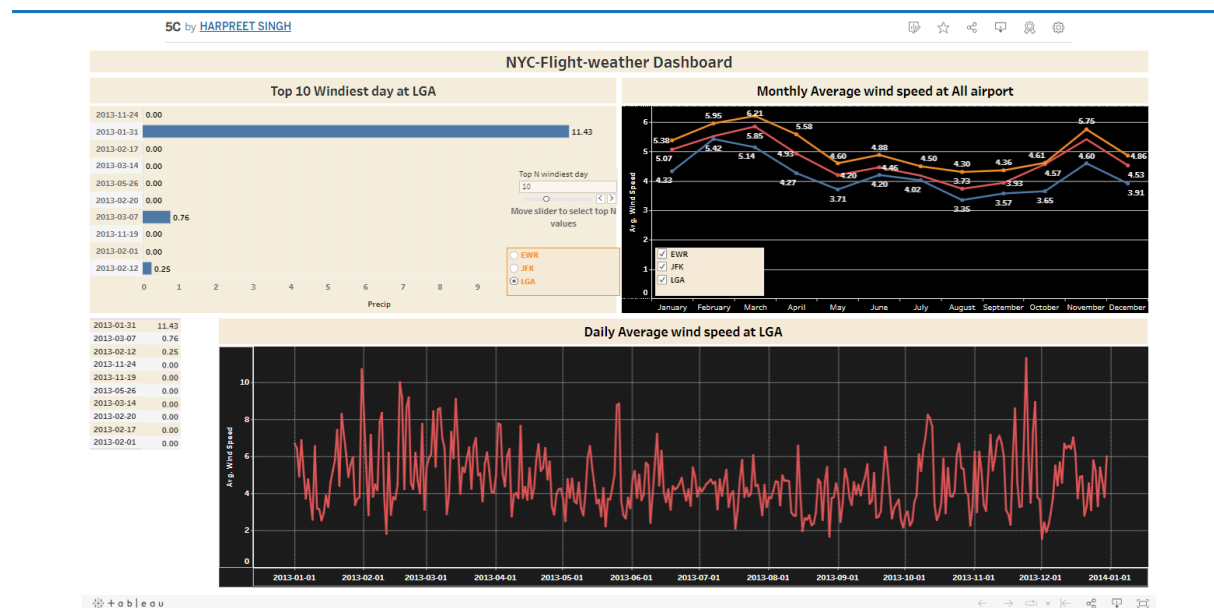 5C by HARPREET SINGH
NYC-Flight-weather Dashboard
Top 10 Windiest day at LGA
2013-11-24 0.00
2013-01-31 11.43
2013-02-17 0.00
2013-03-14 0.00
2013-05-26 0.00
2013-02-20 0.00
2013-03-07 0.76
2013-11-19 0.00
2013-02-01 0.00
2013-02-12 0.25
0 1 2 3 4 5 6 7 8 9
Precip
Top N windiest day
10
Move slider to select top N
values
EWR
JFK
LGA
Monthly Average wind speed at All airport
Avg. Wind Speed
6
5
4
3
2
1
0
5.38 5.95 6.21 5.58 4.60 4.88 4.50 4.30 4.36 4.61 5.75 4.86
5.07 5.85 4.93 4.20 4.46 3.73 3.93 4.57 4.53
4.33 5.42 5.14 4.27 3.71 4.20 4.02 3.35 3.57 3.65 4.60 3.91
EWR
JFK
LGA
January February March April May June July August September October November December
2013-01-31 11.43
2013-03-07 0.76
2013-02-12 0.25
2013-11-24 0.00
2013-11-19 0.00
2013-05-26 0.00
2013-03-14 0.00
2013-02-20 0.00
2013-02-17 0.00
2013-02-01 0.00
Daily Average wind speed at LGA
Avg. Wind Speed
10
8
6
4
2
0
2013-01-01 2013-02-01 2013-03-01 2013-04-01 2013-05-01 2013-06-01 2013-07-01 2013-08-01 2013-09-01 2013-10-01 2013-11-01 2013-12-01 2014-01-01
+ableau